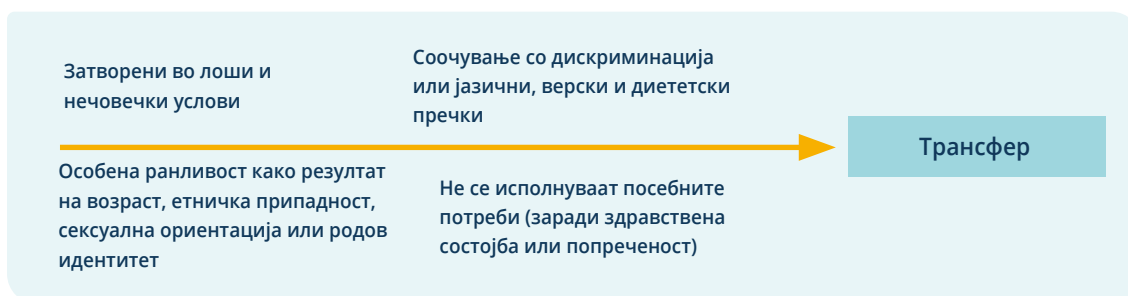 Затворени во лоши и
нечовечки услови
Соочување со дискриминација
или јазични, верски и диететски
пречки
Особена ранливост како резултат
на возраст, етничка припадност,
сексуална ориентација или родов
идентитет
Не се исполнуваат посебните
потреби (заради здравствена
состојба или попреченост)
Трансфер